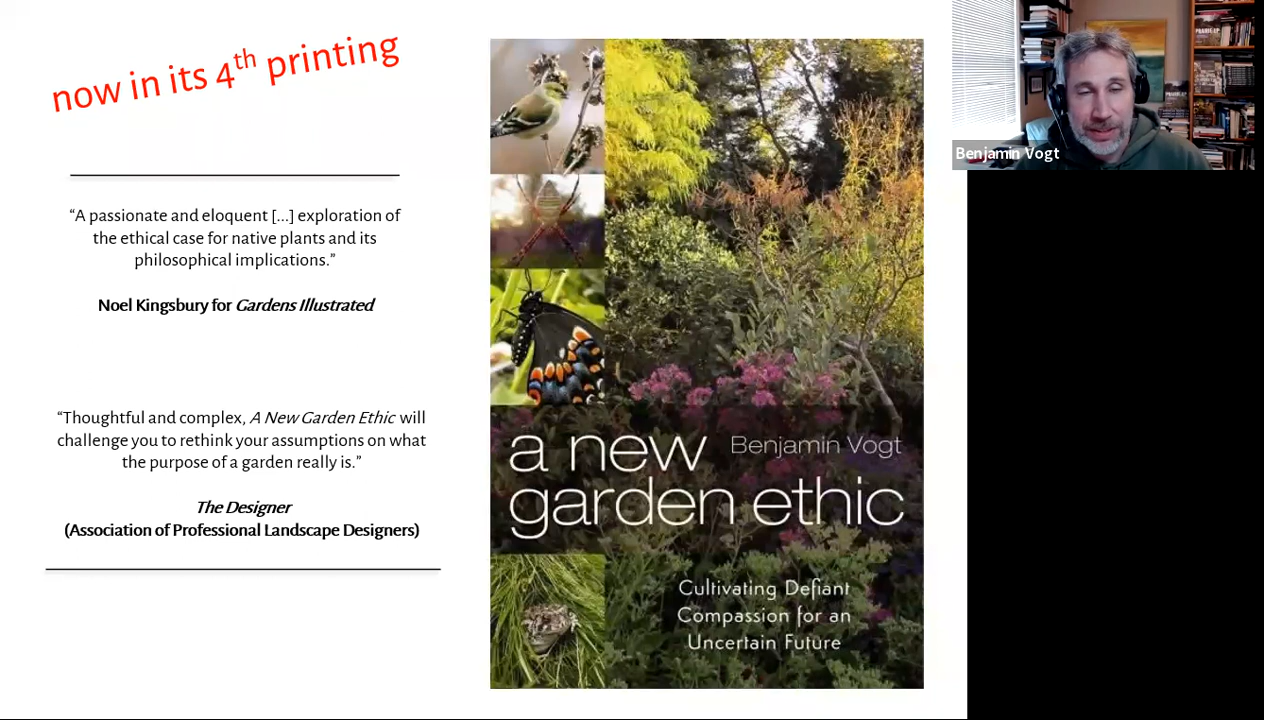 now in its 4th printing
“A passionate and eloquent [...] exploration of
the ethical case for native plants and its
philosophical implications.”
Noel Kingsbury for Gardens Illustrated
“Thoughtful and complex, A New Garden Ethic will
challenge you to rethink your assumptions on what
the purpose of a garden really is.”
The Designer
(Association of Professional Landscape Designers)
a new
Benjamin Vogt
garden ethic
Cultivating Defiant
Compassion for an
Uncertain Future
Benjamin Vogt